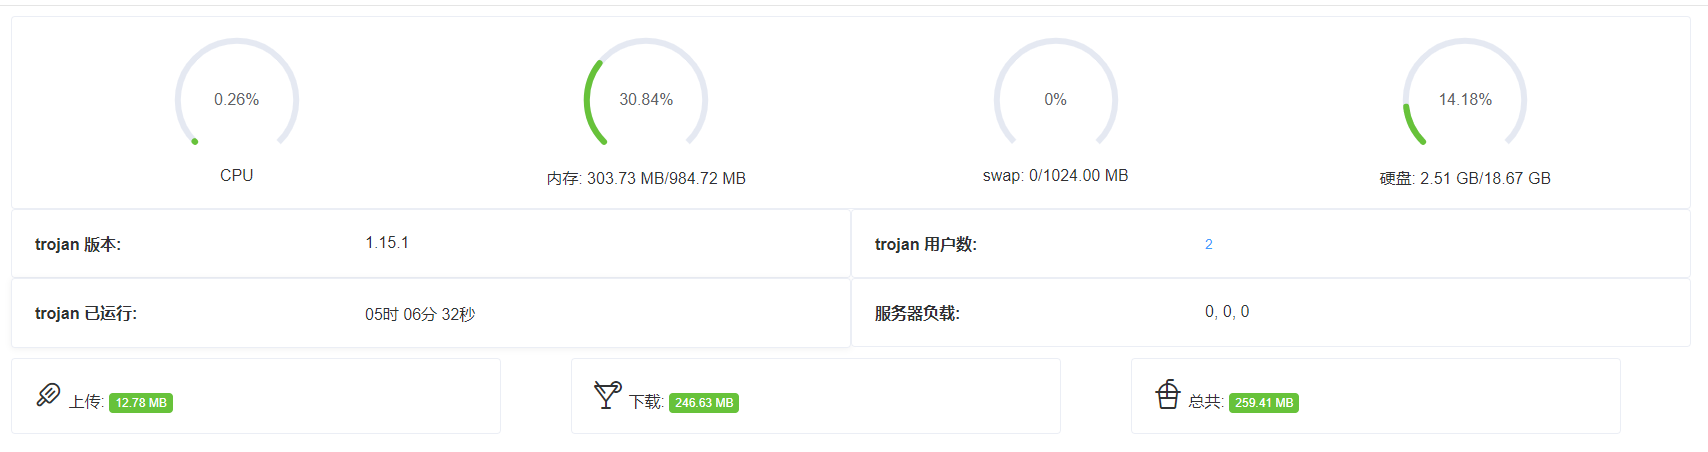 0.26%
30.84%
0%
14.18%
CPU
内存: 303.73 MB/984.72 MB
swap: 0/1024.00 MB
硬盘: 2.51 GB/18.67 GB
trojan 版本: 1.15.1
trojan 用户数: 2
trojan 已运行: 05时 06分 32秒
服务器负载: 0, 0, 0
上传: 12.78 MB
下载: 246.63 MB
总共: 259.41 MB